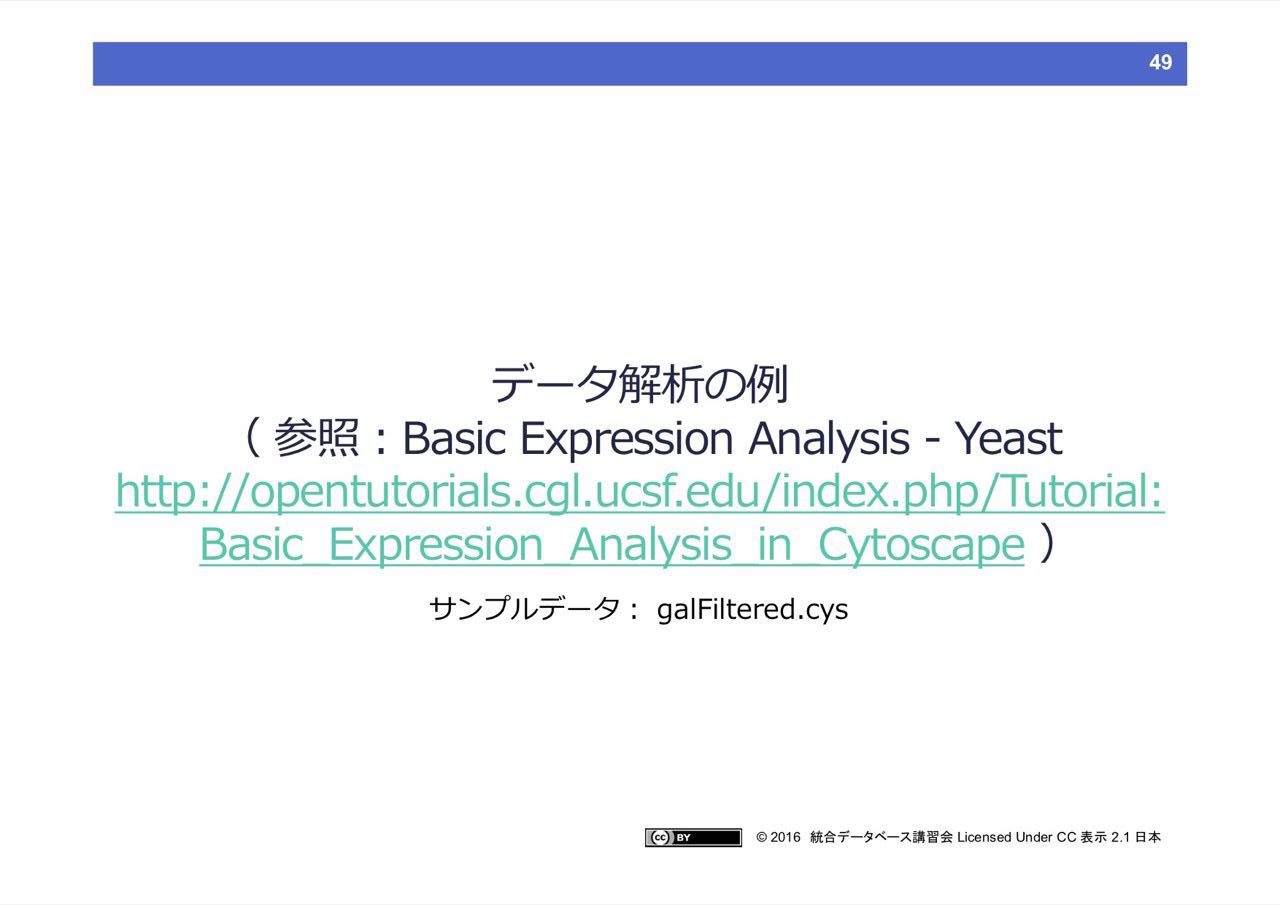 49
データ解析の例
（ 参照：Basic Expression Analysis - Yeast
http://opentutorials.cgl.ucsf.edu/index.php/Tutorial:
Basic_Expression_Analysis_in_Cytoscape ）
サンプルデータ： galFiltered.cys
cc BY © 2016 統合データベース講習会 Licensed Under CC 表示 2.1 日本